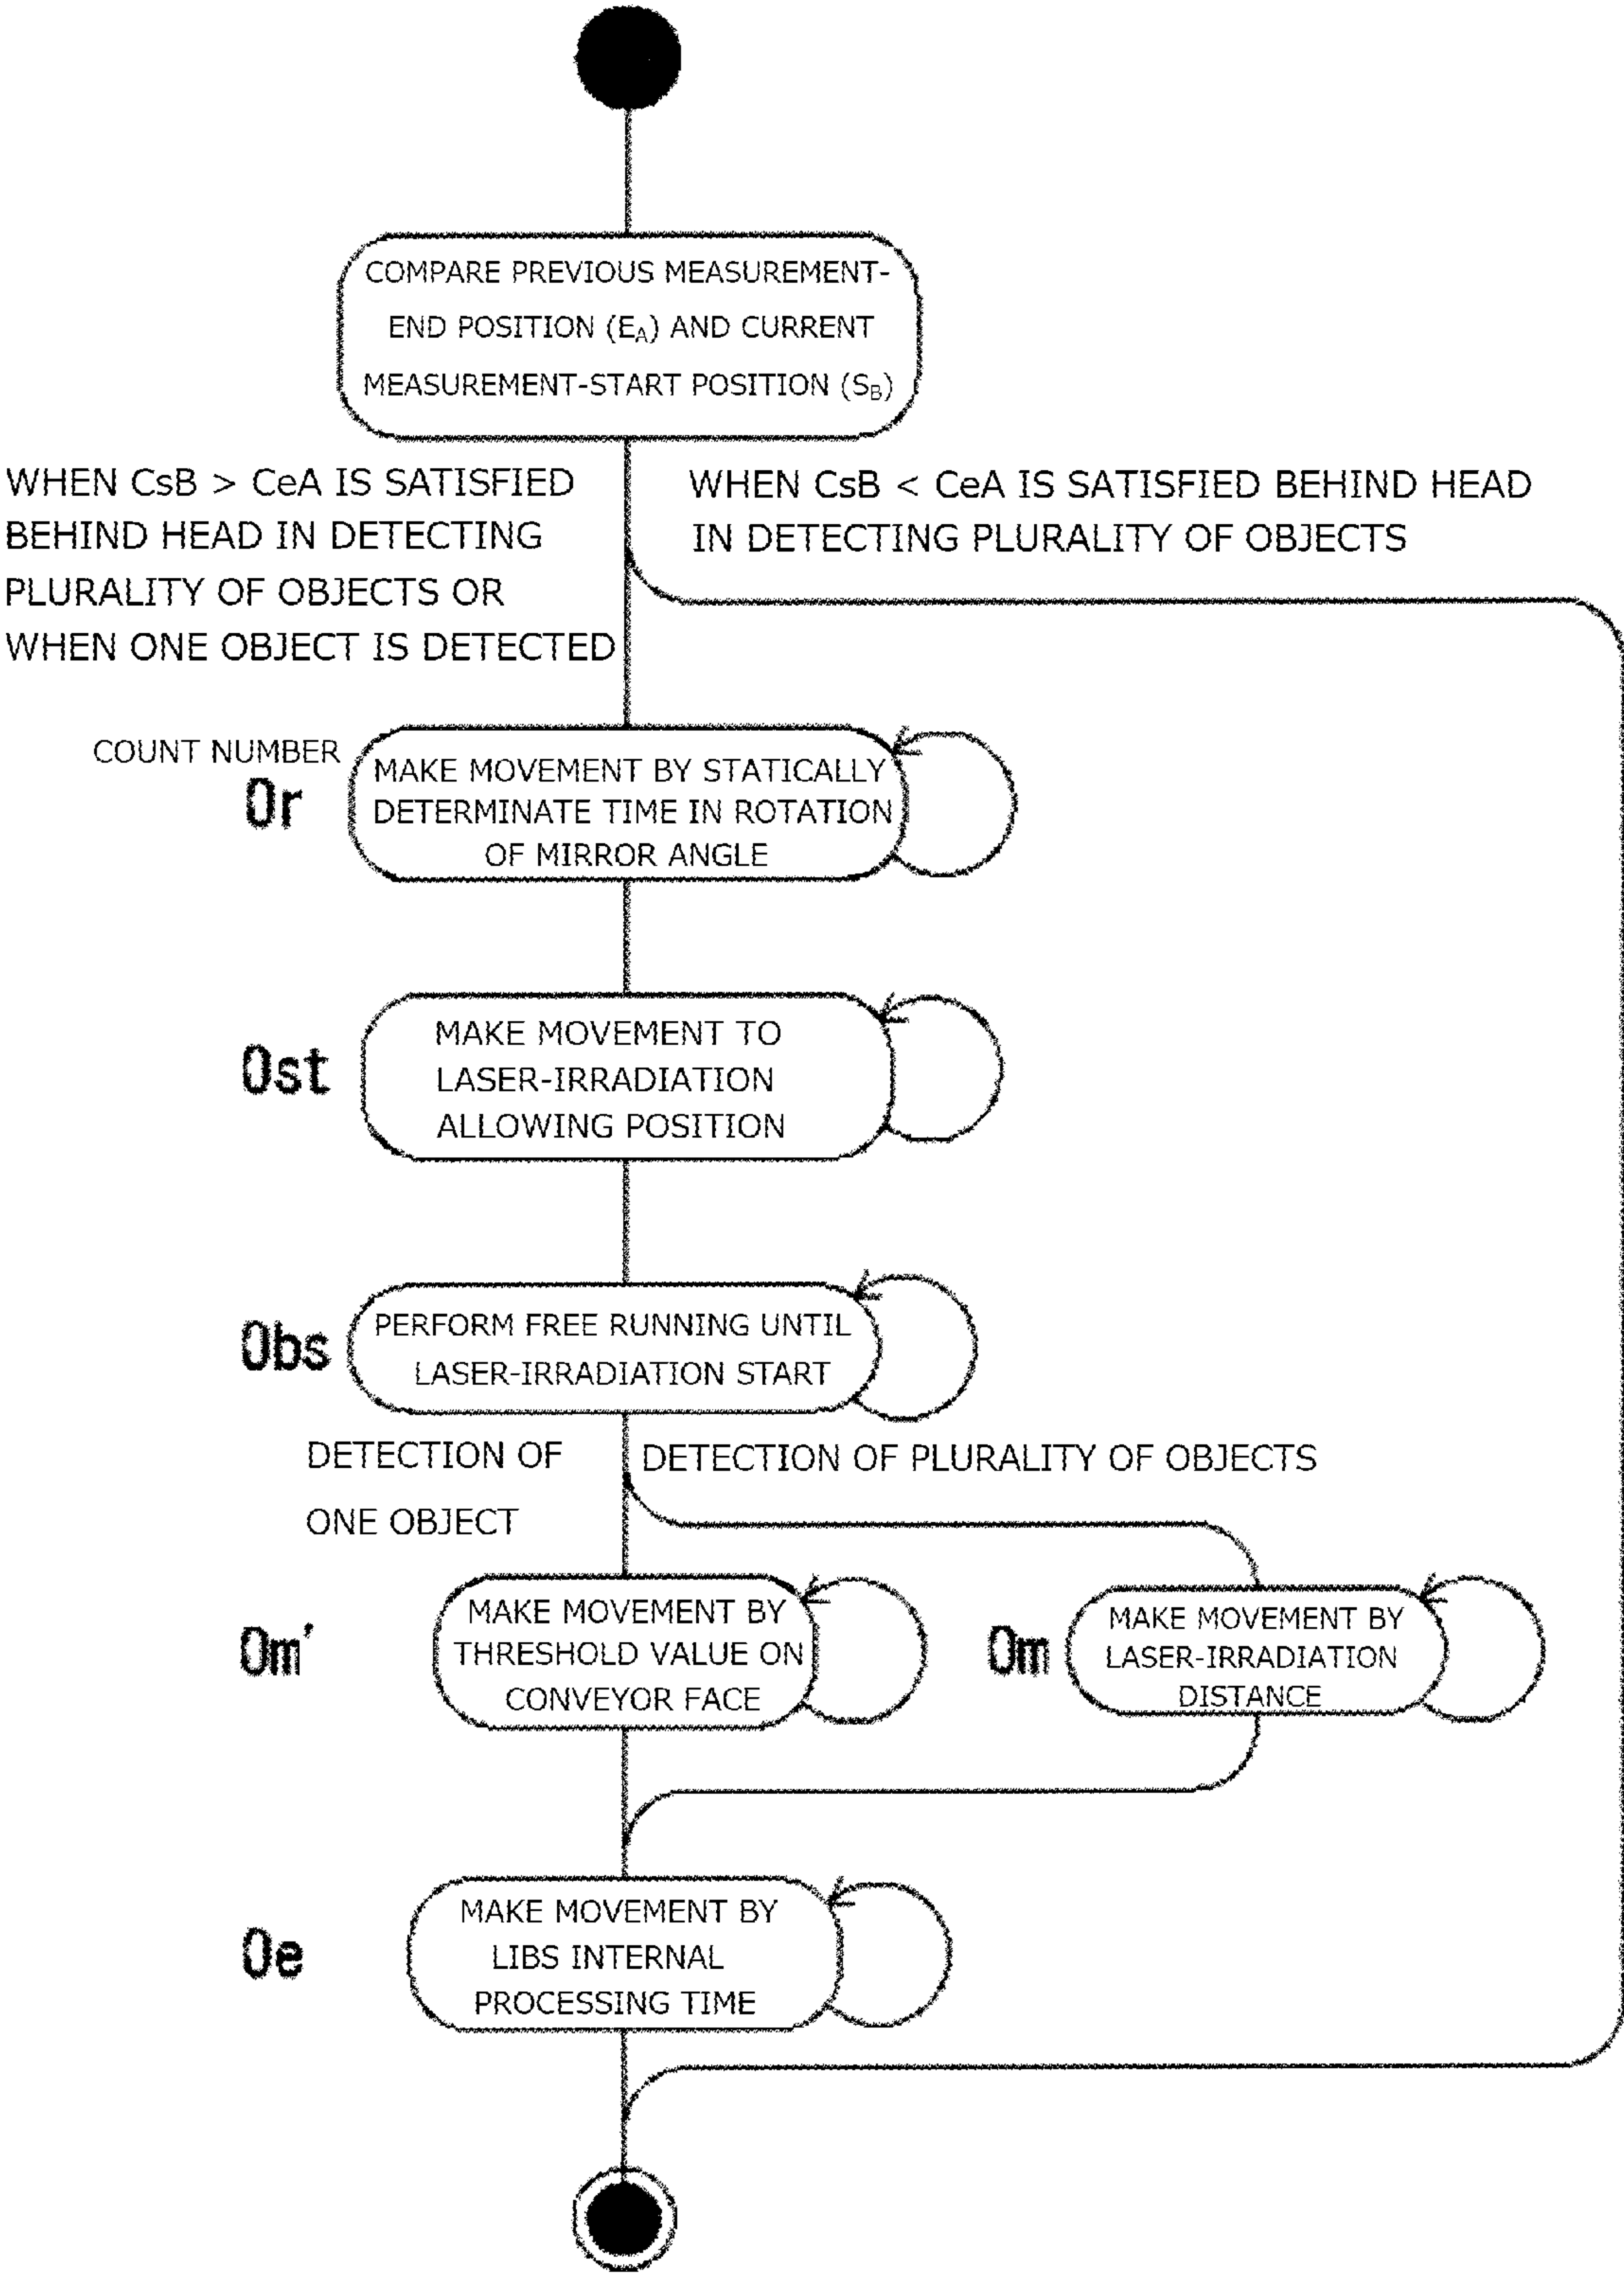 COMPARE PREVIOUS MEASUREMENT-
END POSITION (EA) AND CURRENT
MEASUREMENT-START POSITION (SB)
WHEN CsB > CeA IS SATISFIED
BEHIND HEAD IN DETECTING
PLURALITY OF OBJECTS OR
WHEN ONE OBJECT IS DETECTED
WHEN CsB < CeA IS SATISFIED BEHIND HEAD
IN DETECTING PLURALITY OF OBJECTS
COUNT NUMBER
Or
MAKE MOVEMENT BY STATICALLY
DETERMINATE TIME IN ROTATION
OF MIRROR ANGLE
Ost
MAKE MOVEMENT TO
LASER-IRRADIATION
ALLOWING POSITION
Obs
PERFORM FREE RUNNING UNTIL
LASER-IRRADIATION START
DETECTION OF
ONE OBJECT
DETECTION OF PLURALITY OF OBJECTS
Om'
MAKE MOVEMENT BY
THRESHOLD VALUE ON
CONVEYOR FACE
Om
MAKE MOVEMENT BY
LASER-IRRADIATION
DISTANCE
Oe
MAKE MOVEMENT BY
LIBS INTERNAL
PROCESSING TIME